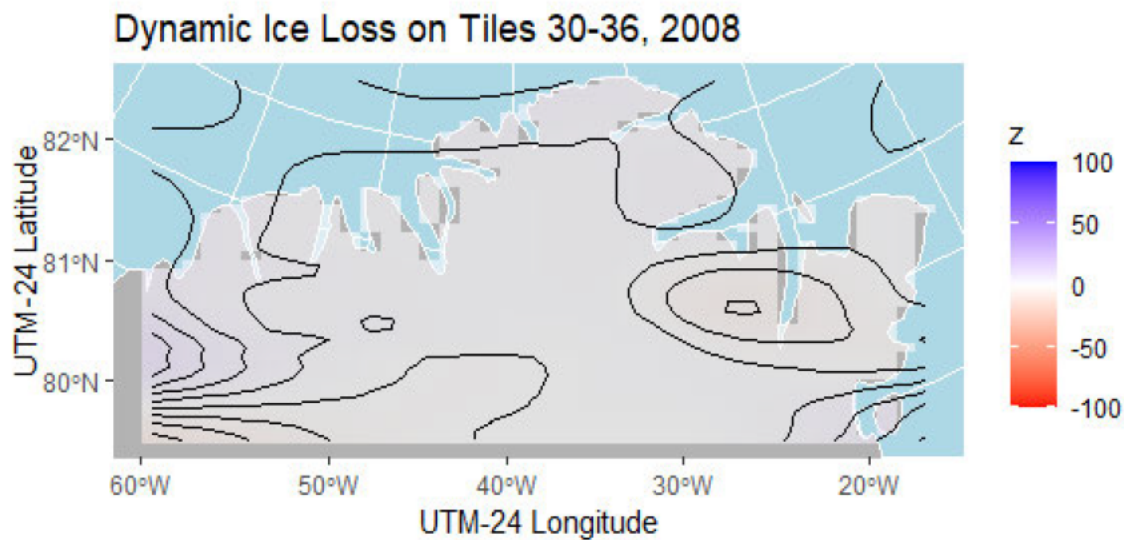 Dynamic Ice Loss on Tiles 30-36, 2008
UTM-24 Latitude
82°N
81°N
80°N
60°W 50°W 40°W 30°W 20°W
UTM-24 Longitude
z
100
50
0
-50
-100